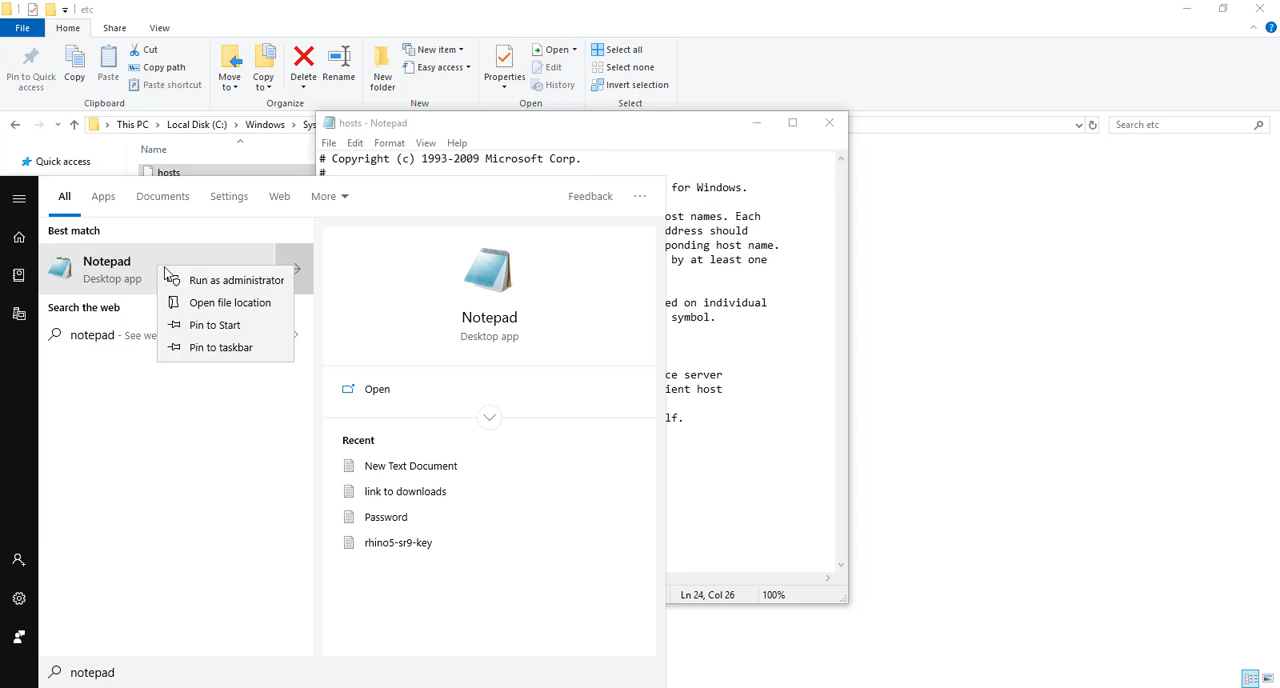 etc
File Home Share View
Pin to Quick access
Copy
Paste
Cut
Copy path
Paste shortcut
Clipboard
Move to
Copy to
Delete
Rename
Organize
New folder
New item
Easy access
New
Properties
Open
Edit
History
Open
Select all
Select none
Invert selection
Select
This PC > Local Disk (C:) > Windows > Sys
Search etc
Quick access
Name
hosts
hosts - Notepad
File Edit Format View Help
# Copyright (c) 1993-2009 Microsoft Corp.
#
for Windows.
ost names. Each
ddress should
ponding host name.
by at least one
ed on individual
symbol.
ce server
ient host
lf.
Ln 24, Col 26 100%
All Apps Documents Settings Web More Feedback ...
Best match
Notepad
Desktop app
Search the web
notepad - See we
Run as administrator
Open file location
Pin to Start
Pin to taskbar
Notepad
Desktop app
Open
Recent
New Text Document
link to downloads
Password
rhino5-sr9-key
notepad